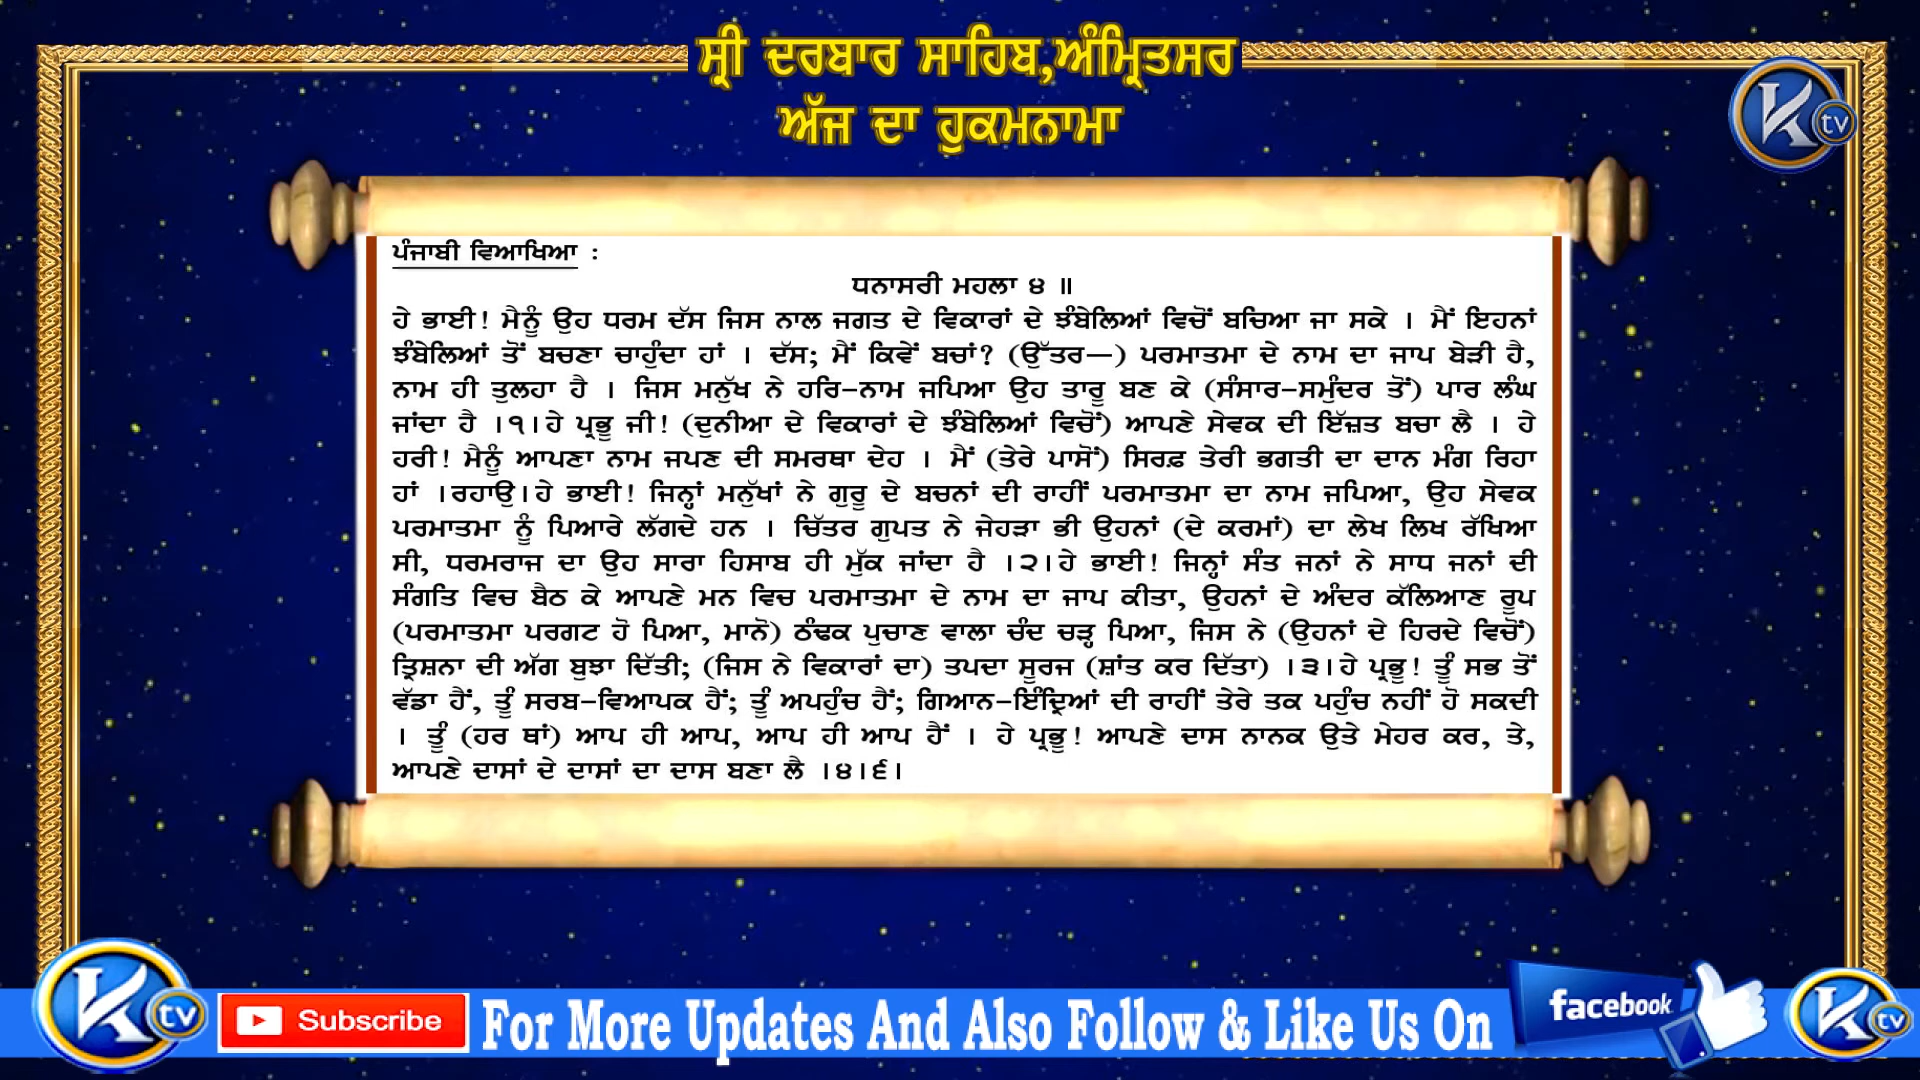 ਸ੍ਰੀ ਦਰਬਾਰ ਸਾਹਿਬ,ਅੰਮ੍ਰਿਤਸਰ
ਅੱਜ ਦਾ ਹੁਕਮਨਾਮਾ
K tv
ਪੰਜਾਬੀ ਵਿਆਖਿਆ :
ਧਨਾਸਰੀ ਮਹਲਾ ੪ ॥
ਹੇ ਭਾਈ! ਮੈਨੂੰ ਉਹ ਧਰਮ ਦੱਸ ਜਿਸ ਨਾਲ ਜਗਤ ਦੇ ਵਿਕਾਰਾਂ ਦੇ ਝੰਬੇਲਿਆਂ ਵਿਚੋਂ ਬਚਿਆ ਜਾ ਸਕੇ । ਮੈਂ ਇਹਨਾਂ
ਝੰਬੇਲਿਆਂ ਤੋਂ ਬਚਣਾ ਚਾਹੁੰਦਾ ਹਾਂ । ਦੱਸ; ਮੈਂ ਕਿਵੇਂ ਬਚਾਂ? (ਉੱਤਰ—) ਪਰਮਾਤਮਾ ਦੇ ਨਾਮ ਦਾ ਜਾਪ ਬੇੜੀ ਹੈ,
ਨਾਮ ਹੀ ਤੁਲਹਾ ਹੈ । ਜਿਸ ਮਨੁੱਖ ਨੇ ਹਰਿ-ਨਾਮ ਜਪਿਆ ਉਹ ਤਾਰੂ ਬਣ ਕੇ (ਸੰਸਾਰ-ਸਮੁੰਦਰ ਤੋਂ) ਪਾਰ ਲੰਘ
ਜਾਂਦਾ ਹੈ ।੧।ਹੇ ਪ੍ਰਭੂ ਜੀ! (ਦੁਨੀਆ ਦੇ ਵਿਕਾਰਾਂ ਦੇ ਝੰਬੇਲਿਆਂ ਵਿਚੋਂ) ਆਪਣੇ ਸੇਵਕ ਦੀ ਇੱਜ਼ਤ ਬਚਾ ਲੈ । ਹੇ
ਹਰੀ! ਮੈਨੂੰ ਆਪਣਾ ਨਾਮ ਜਪਣ ਦੀ ਸਮਰਥਾ ਦੇਹ । ਮੈਂ (ਤੇਰੇ ਪਾਸੋਂ) ਸਿਰਫ਼ ਤੇਰੀ ਭਗਤੀ ਦਾ ਦਾਨ ਮੰਗ ਰਿਹਾ
ਹਾਂ ।ਰਹਾਉ।ਹੇ ਭਾਈ! ਜਿਨ੍ਹਾਂ ਮਨੁੱਖਾਂ ਨੇ ਗੁਰੂ ਦੇ ਬਚਨਾਂ ਦੀ ਰਾਹੀਂ ਪਰਮਾਤਮਾ ਦਾ ਨਾਮ ਜਪਿਆ, ਉਹ ਸੇਵਕ
ਪਰਮਾਤਮਾ ਨੂੰ ਪਿਆਰੇ ਲੱਗਦੇ ਹਨ । ਚਿੱਤਰ ਗੁਪਤ ਨੇ ਜੇਹੜਾ ਭੀ ਉਹਨਾਂ (ਦੇ ਕਰਮਾਂ) ਦਾ ਲੇਖ ਲਿਖ ਰੱਖਿਆ
ਸੀ, ਧਰਮਰਾਜ ਦਾ ਉਹ ਸਾਰਾ ਹਿਸਾਬ ਹੀ ਮੁੱਕ ਜਾਂਦਾ ਹੈ ।੨।ਹੇ ਭਾਈ! ਜਿਨ੍ਹਾਂ ਸੰਤ ਜਨਾਂ ਨੇ ਸਾਧ ਜਨਾਂ ਦੀ
ਸੰਗਤਿ ਵਿਚ ਬੈਠ ਕੇ ਆਪਣੇ ਮਨ ਵਿਚ ਪਰਮਾਤਮਾ ਦੇ ਨਾਮ ਦਾ ਜਾਪ ਕੀਤਾ, ਉਹਨਾਂ ਦੇ ਅੰਦਰ ਕੱਲਿਆਣ ਰੂਪ
(ਪਰਮਾਤਮਾ ਪਰਗਟ ਹੋ ਪਿਆ, ਮਾਨੋ) ਠੰਢਕ ਪੁਚਾਣ ਵਾਲਾ ਚੰਦ ਚੜ੍ਹ ਪਿਆ, ਜਿਸ ਨੇ (ਉਹਨਾਂ ਦੇ ਹਿਰਦੇ ਵਿਚੋਂ)
ਤ੍ਰਿਸ਼ਨਾ ਦੀ ਅੱਗ ਬੁਝਾ ਦਿੱਤੀ; (ਜਿਸ ਨੇ ਵਿਕਾਰਾਂ ਦਾ) ਤਪਦਾ ਸੂਰਜ (ਸ਼ਾਂਤ ਕਰ ਦਿੱਤਾ) ।੩।ਹੇ ਪ੍ਰਭੂ! ਤੂੰ ਸਭ ਤੋਂ
ਵੱਡਾ ਹੈਂ, ਤੂੰ ਸਰਬ-ਵਿਆਪਕ ਹੈਂ; ਤੂੰ ਅਪਹੁੰਚ ਹੈਂ; ਗਿਆਨ-ਇੰਦ੍ਰਿਆਂ ਦੀ ਰਾਹੀਂ ਤੇਰੇ ਤਕ ਪਹੁੰਚ ਨਹੀਂ ਹੋ ਸਕਦੀ
। ਤੂੰ (ਹਰ ਥਾਂ) ਆਪ ਹੀ ਆਪ, ਆਪ ਹੀ ਆਪ ਹੈਂ । ਹੇ ਪ੍ਰਭੂ! ਆਪਣੇ ਦਾਸ ਨਾਨਕ ਉਤੇ ਮੇਹਰ ਕਰ, ਤੇ,
ਆਪਣੇ ਦਾਸਾਂ ਦੇ ਦਾਸਾਂ ਦਾ ਦਾਸ ਬਣਾ ਲੈ ।੪।੬।
K tv Subscribe For More Updates And Also Follow & Like Us On facebook K tv